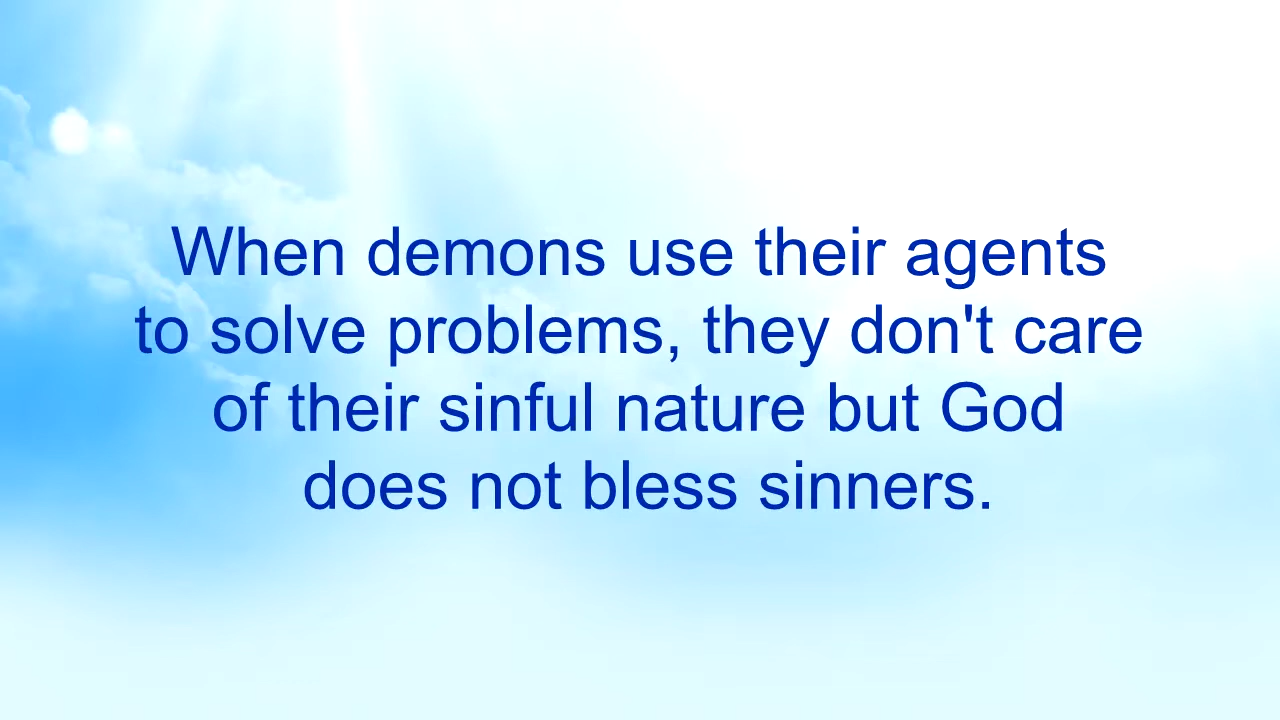 When demons use their agents
to solve problems, they don't care
of their sinful nature but God
does not bless sinners.